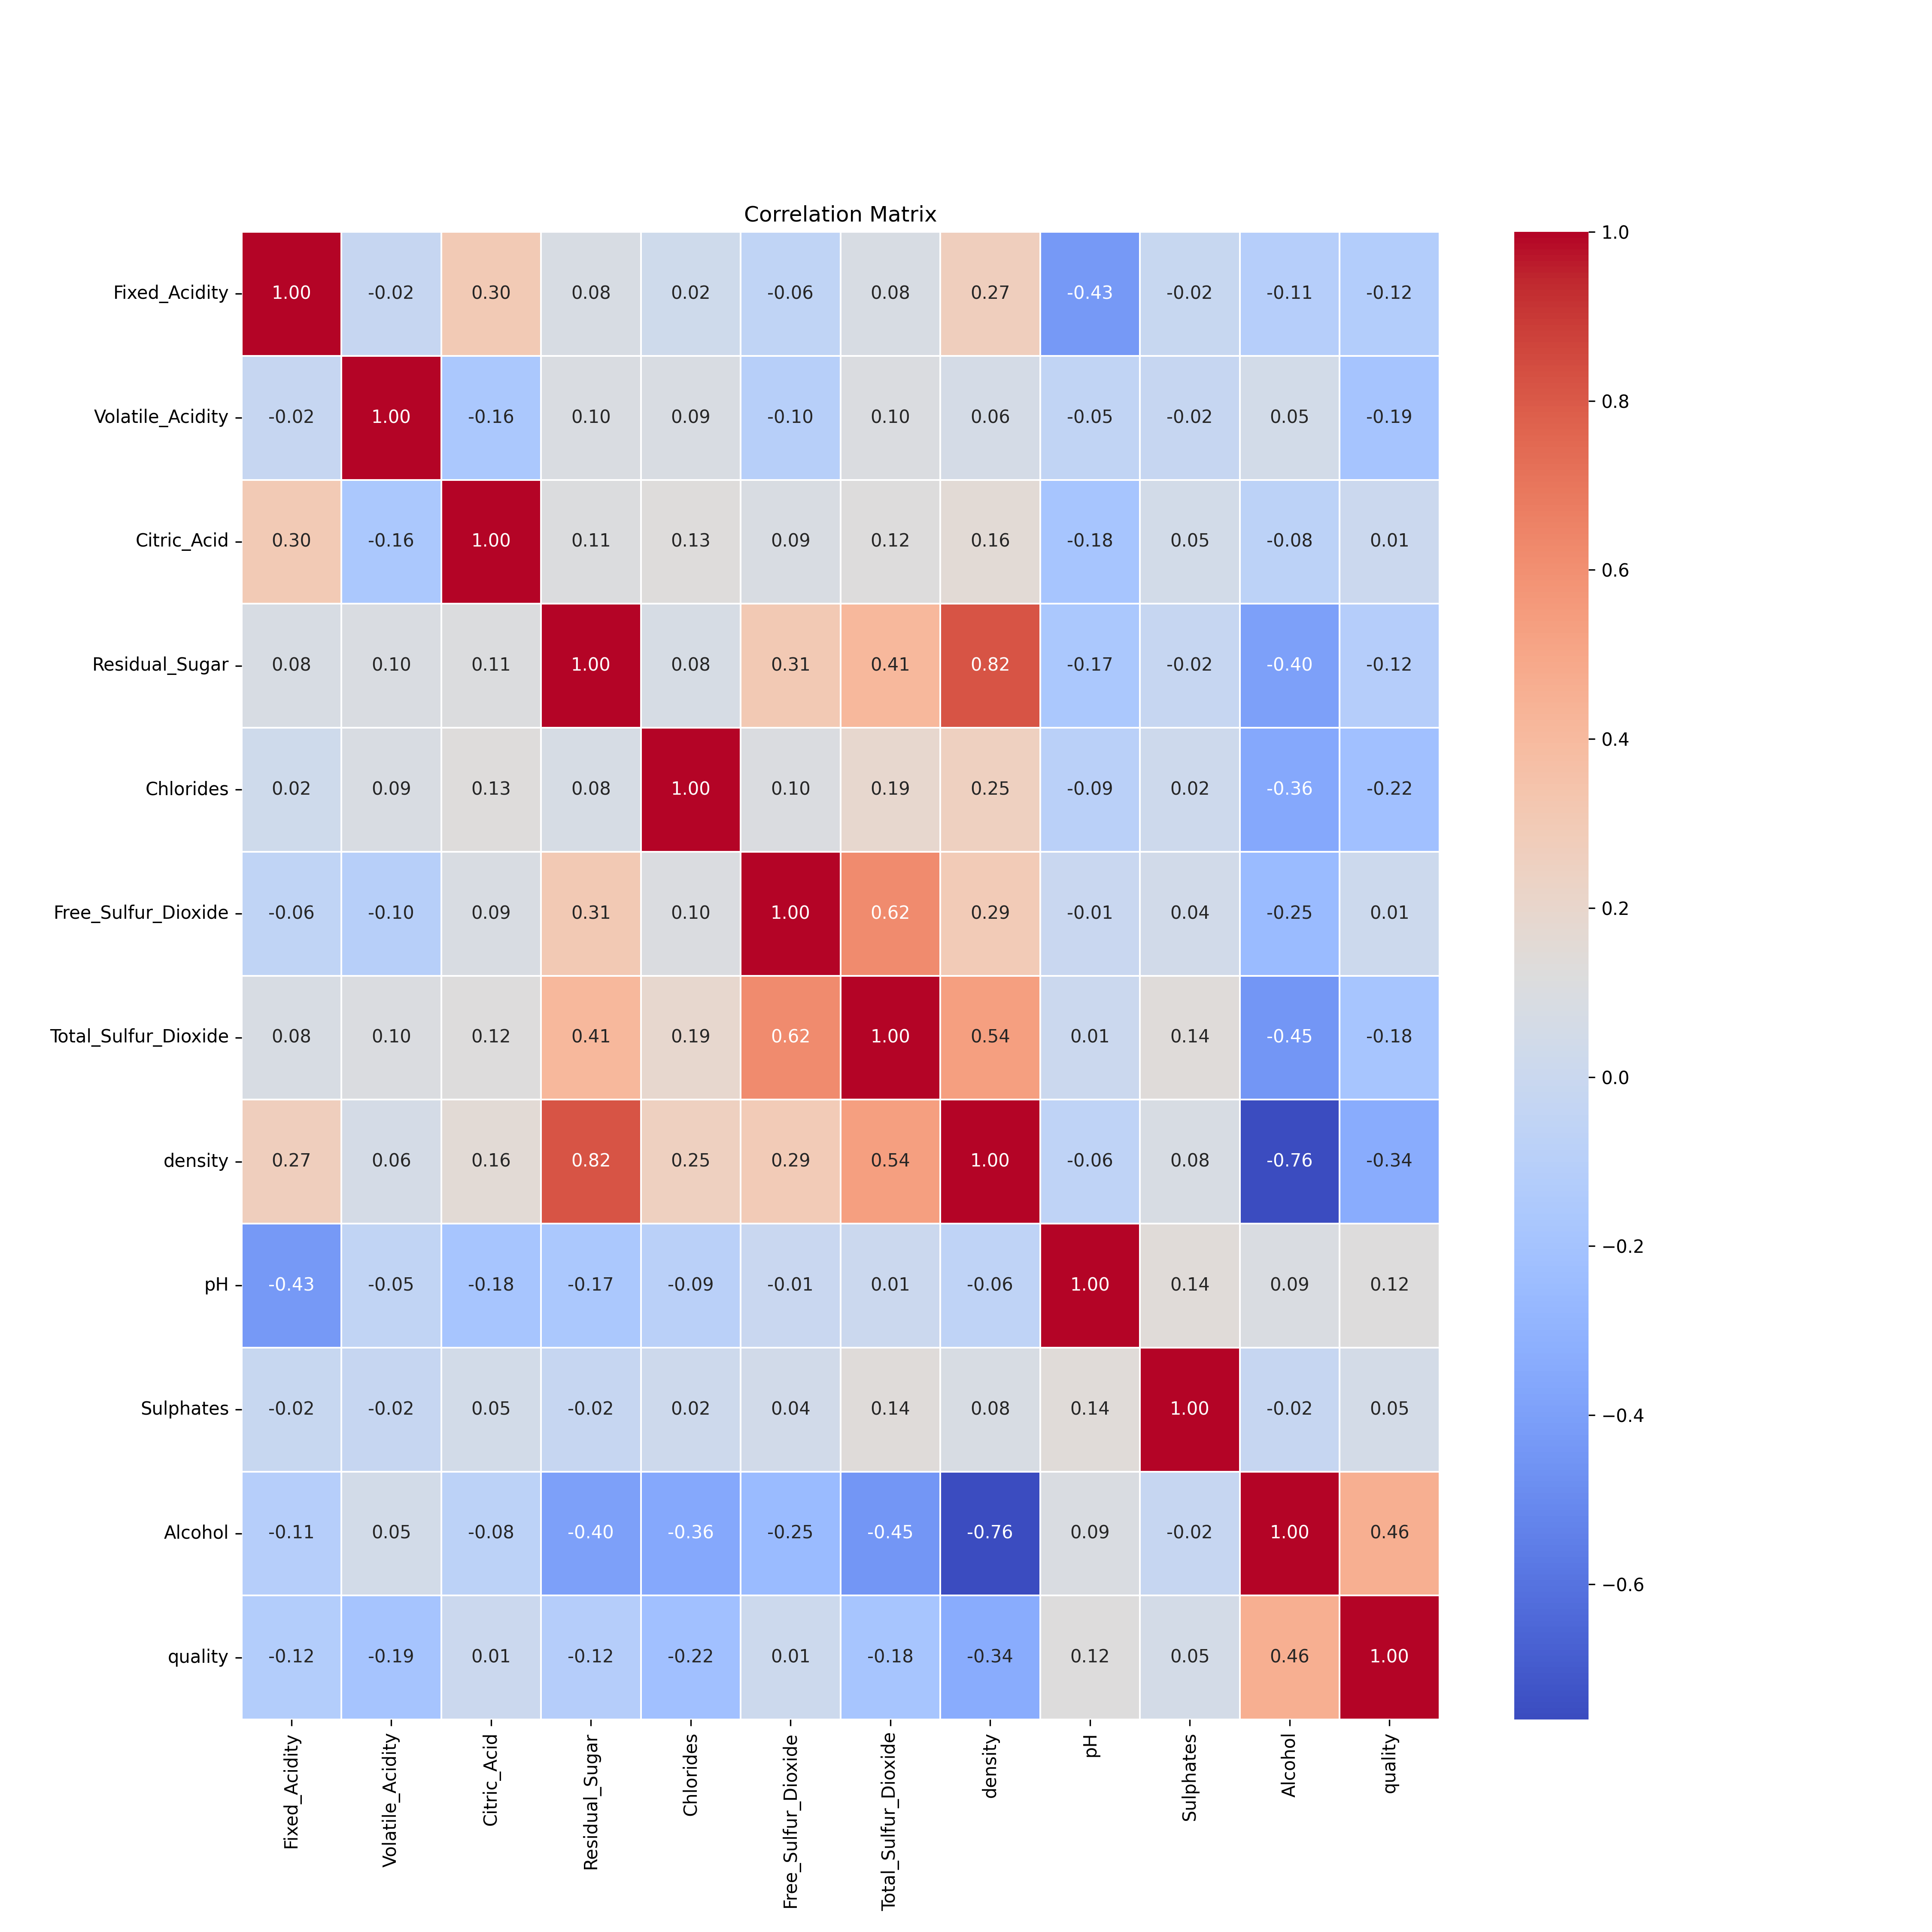 Correlation Matrix
Fixed_Acidity 1.00 -0.02 0.30 0.08 0.02 -0.06 0.08 0.27 -0.43 -0.02 -0.11 -0.12
Volatile_Acidity -0.02 1.00 -0.16 0.10 0.09 -0.10 0.10 0.06 -0.05 -0.02 0.05 -0.19
Citric_Acid 0.30 -0.16 1.00 0.11 0.13 0.09 0.12 0.16 -0.18 0.05 -0.08 0.01
Residual_Sugar 0.08 0.10 0.11 1.00 0.08 0.31 0.41 0.82 -0.17 -0.02 -0.40 -0.12
Chlorides 0.02 0.09 0.13 0.08 1.00 0.10 0.19 0.25 -0.09 0.02 -0.36 -0.22
Free_Sulfur_Dioxide -0.06 -0.10 0.09 0.31 0.10 1.00 0.62 0.29 -0.01 0.04 -0.25 0.01
Total_Sulfur_Dioxide 0.08 0.10 0.12 0.41 0.19 0.62 1.00 0.54 0.01 0.14 -0.45 -0.18
density 0.27 0.06 0.16 0.82 0.25 0.29 0.54 1.00 -0.06 0.08 -0.76 -0.34
pH -0.43 -0.05 -0.18 -0.17 -0.09 -0.01 0.01 -0.06 1.00 0.14 0.09 0.12
Sulphates -0.02 -0.02 0.05 -0.02 0.02 0.04 0.14 0.08 0.14 1.00 -0.02 0.05
Alcohol -0.11 0.05 -0.08 -0.40 -0.36 -0.25 -0.45 -0.76 0.09 -0.02 1.00 0.46
quality -0.12 -0.19 0.01 -0.12 -0.22 0.01 -0.18 -0.34 0.12 0.05 0.46 1.00
Fixed_Acidity
Volatile_Acidity
Citric_Acid
Residual_Sugar
Chlorides
Free_Sulfur_Dioxide
Total_Sulfur_Dioxide
density
pH
Sulphates
Alcohol
quality
1.0
0.8
0.6
0.4
0.2
0.0
−0.2
−0.4
−0.6